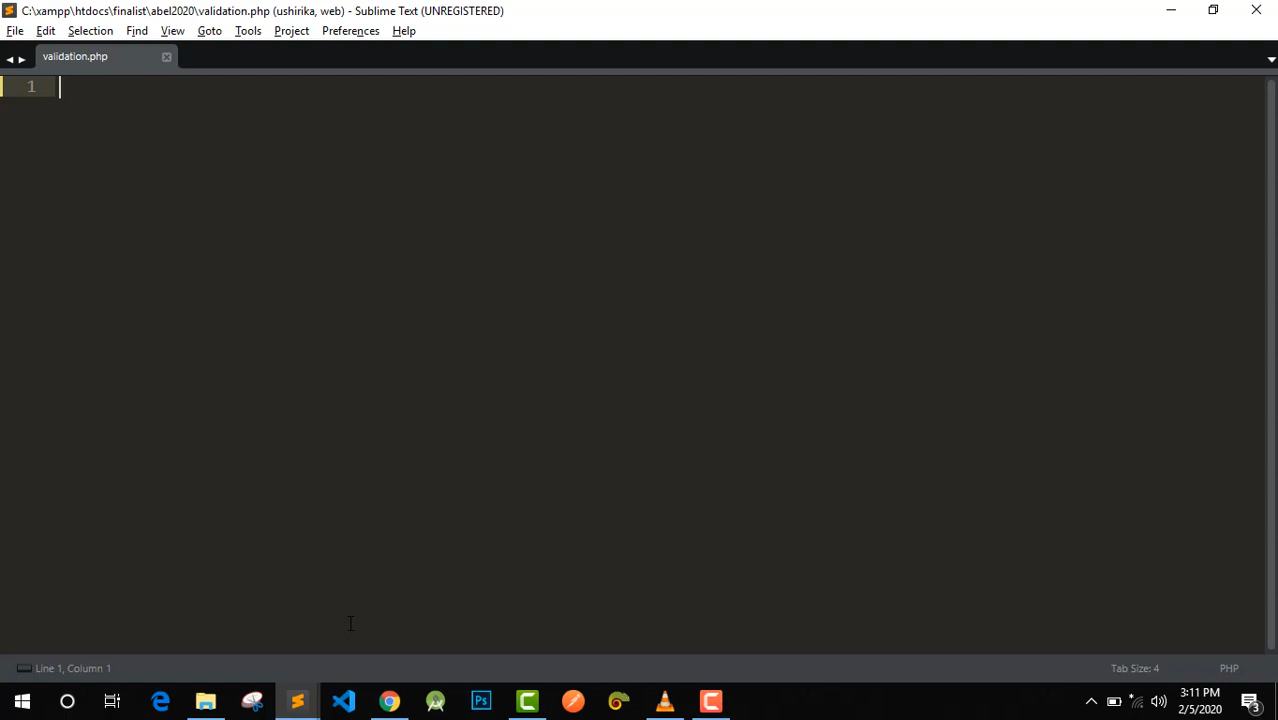 C:\xampp\htdocs\finalist\abel2020\validation.php (ushirika, web) - Sublime Text (UNREGISTERED)
File Edit Selection Find View Goto Tools Project Preferences Help
validation.php
1
Line 1, Column 1 Tab Size: 4 PHP
Ps
3:11 PM
2/5/2020
3